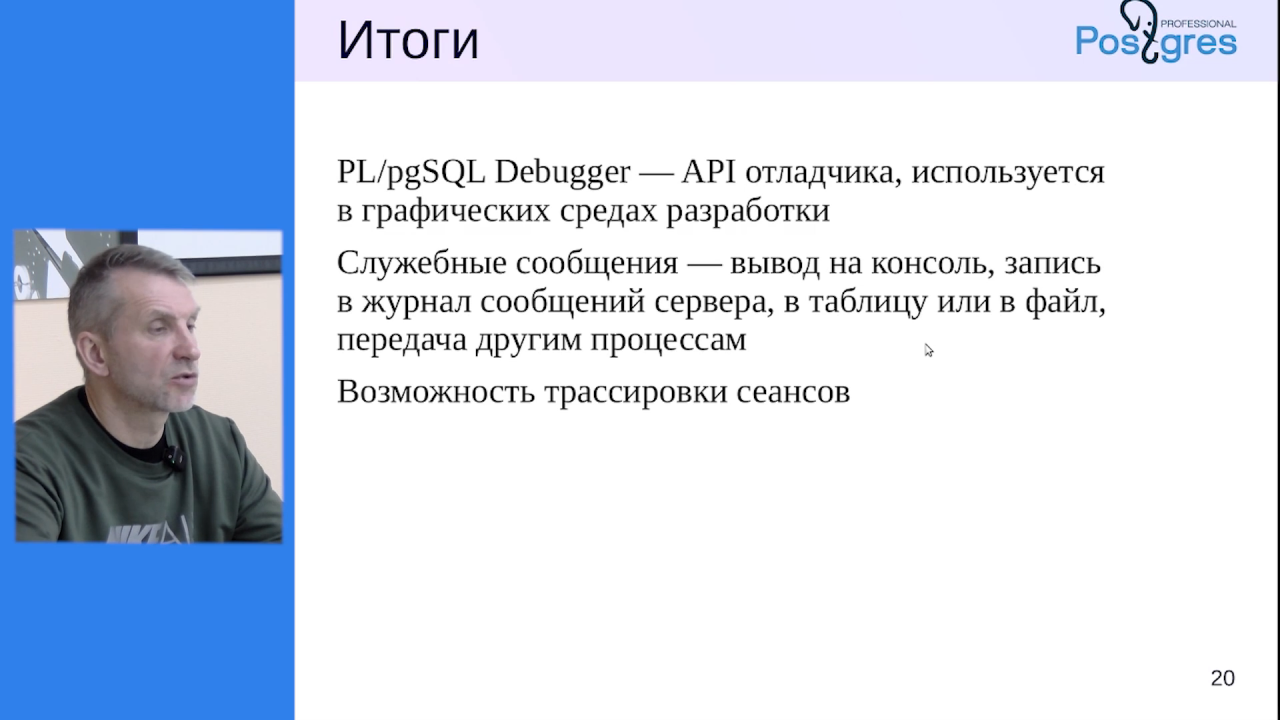 Итоги
PROFESSIONAL
Postgres
PL/pgSQL Debugger — API отладчика, используется
в графических средах разработки
Служебные сообщения — вывод на консоль, запись
в журнал сообщений сервера, в таблицу или в файл,
передача другим процессам
Возможность трассировки сеансов
NIKE
20